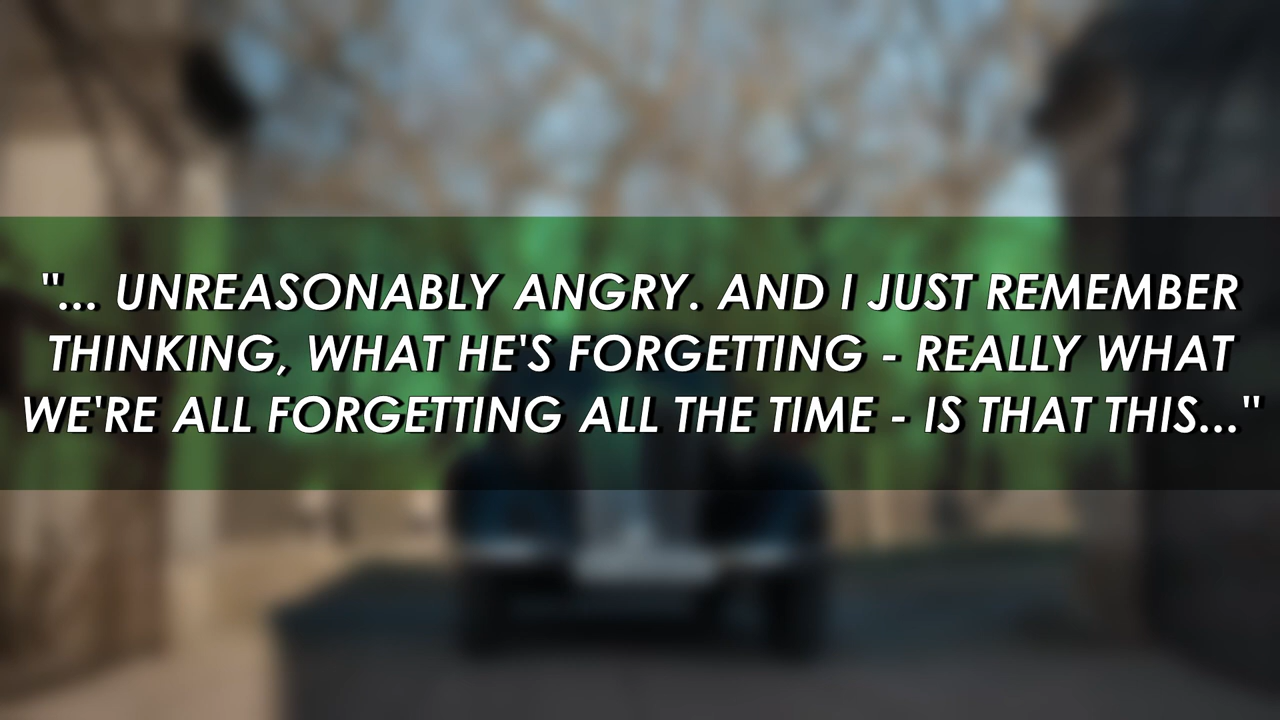 "... UNREASONABLY ANGRY. AND I JUST REMEMBER
THINKING, WHAT HE'S FORGETTING - REALLY WHAT
WE'RE ALL FORGETTING ALL THE TIME - IS THAT THIS..."